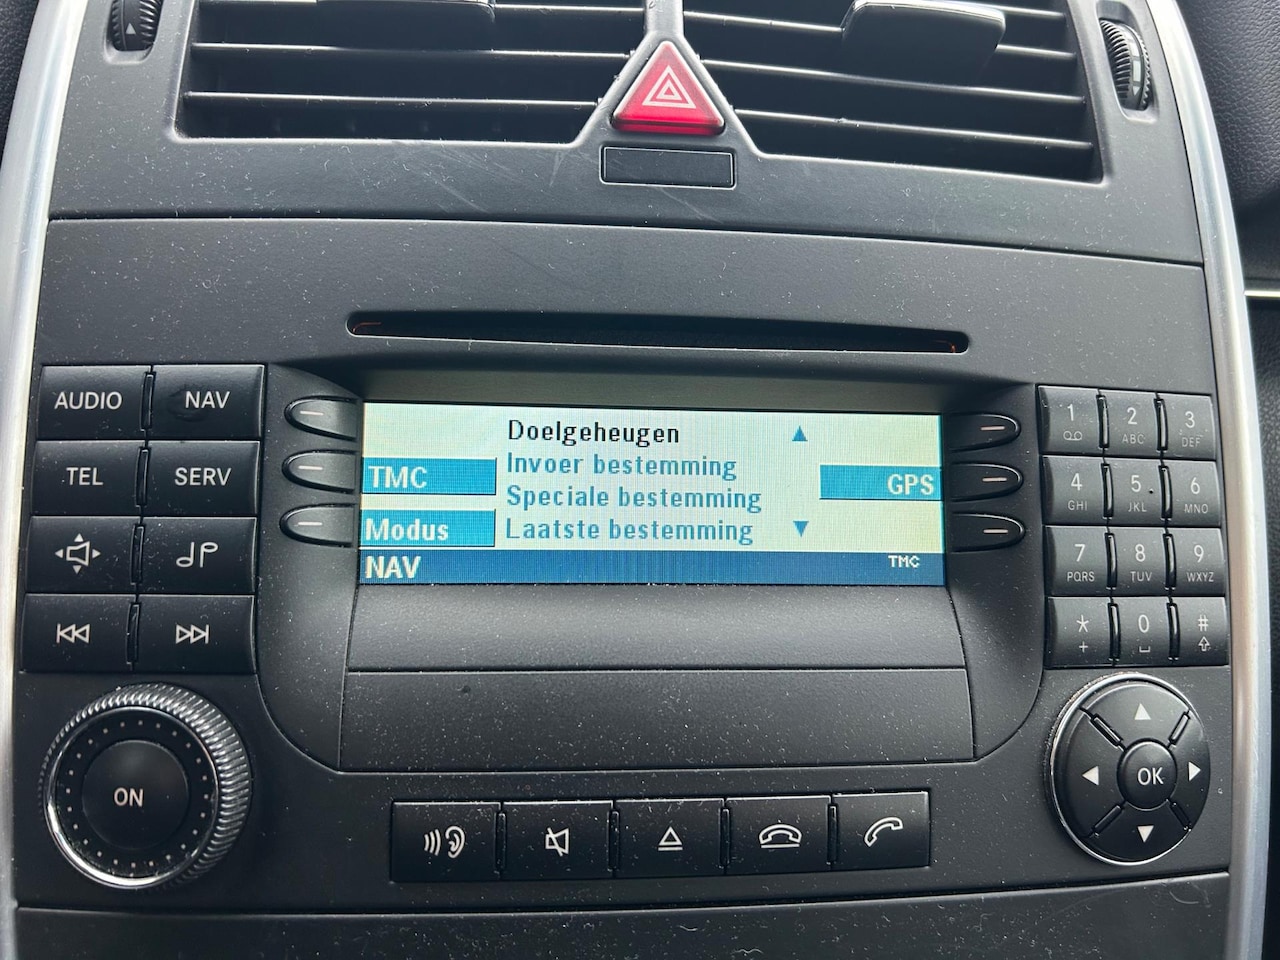 AUDIO NAV
TEL SERV
ON
Doelgeheugen
Invoer bestemming
TMC GPS
Speciale bestemming
Modus Laatste bestemming
NAV TMC
1 2 ABC 3 DEF
4 GHI 5 JKL 6 MNO
7 PQRS 8 TUV 9 WXYZ
* + 0 #
OK